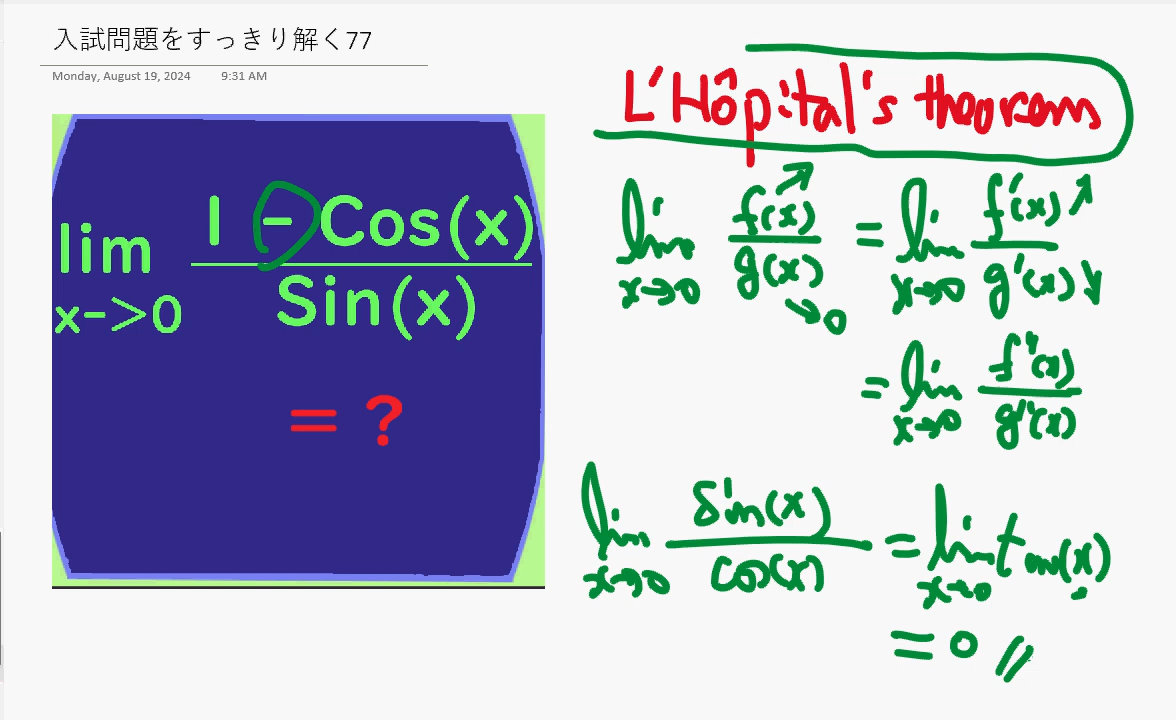 入試問題をすっきり解く77
Monday, August 19, 2024 9:31 AM
lim 1 - Cos(x)
x->0 Sin(x)
= ?
L'Hôpital's theorem
lim f(x) = lim f'(x)
x→0 g(x) x→0 g'(x)
→0
= lim f''(x)
x→0 g''(x)
lim sin(x) = lim tan(x)
x→0 cos(x) x→0
= 0 //